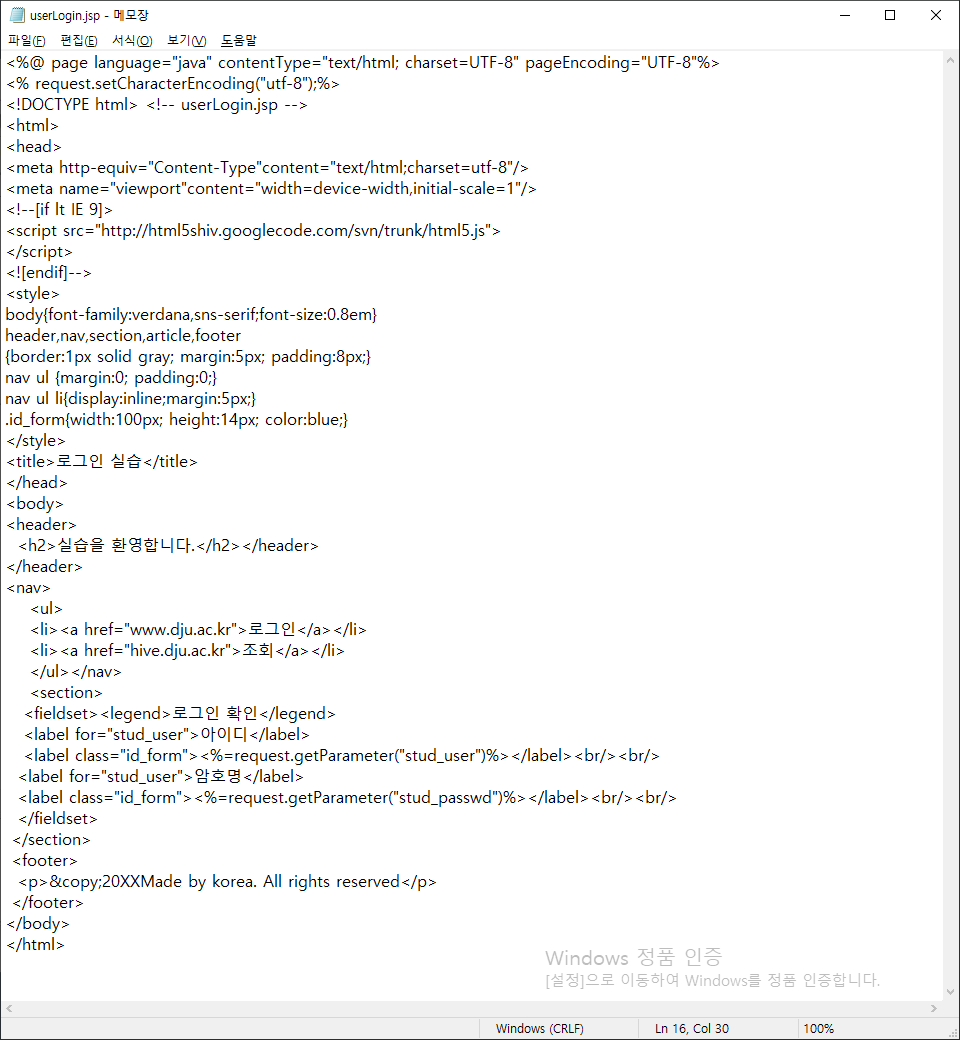 userLogin.jsp - 메모장
파일(F) 편집(E) 서식(O) 보기(V) 도움말
<%@ page language="java" contentType="text/html; charset=UTF-8" pageEncoding="UTF-8"%>
<% request.setCharacterEncoding("utf-8");%>
<!DOCTYPE html> <!-- userLogin.jsp -->
<html>
<head>
<meta http-equiv="Content-Type"content="text/html;charset=utf-8"/>
<meta name="viewport"content="width=device-width,initial-scale=1"/>
<!--[if lt IE 9]>
<script src="http://html5shiv.googlecode.com/svn/trunk/html5.js">
</script>
<![endif]-->
<style>
body{font-family:verdana,sns-serif;font-size:0.8em}
header,nav,section,article,footer
{border:1px solid gray; margin:5px; padding:8px;}
nav ul {margin:0; padding:0;}
nav ul li{display:inline;margin:5px;}
.id_form{width:100px; height:14px; color:blue;}
</style>
<title>로그인 실습</title>
</head>
<body>
<header>
<h2>실습을 환영합니다.</h2></header>
</header>
<nav>
<ul>
<li><a href="www.dju.ac.kr">로그인</a></li>
<li><a href="hive.dju.ac.kr">조회</a></li>
</ul></nav>
<section>
<fieldset><legend>로그인 확인</legend>
<label for="stud_user">아이디</label>
<label class="id_form"><%=request.getParameter("stud_user")%></label><br/><br/>
<label for="stud_user">암호명</label>
<label class="id_form"><%=request.getParameter("stud_passwd")%></label><br/><br/>
</fieldset>
</section>
<footer>
<p>&copy;20XXMade by korea. All rights reserved</p>
</footer>
</body>
</html>
Windows 정품 인증
[설정]으로 이동하여 Windows를 정품 인증합니다.
Windows (CRLF) Ln 16, Col 30 100%